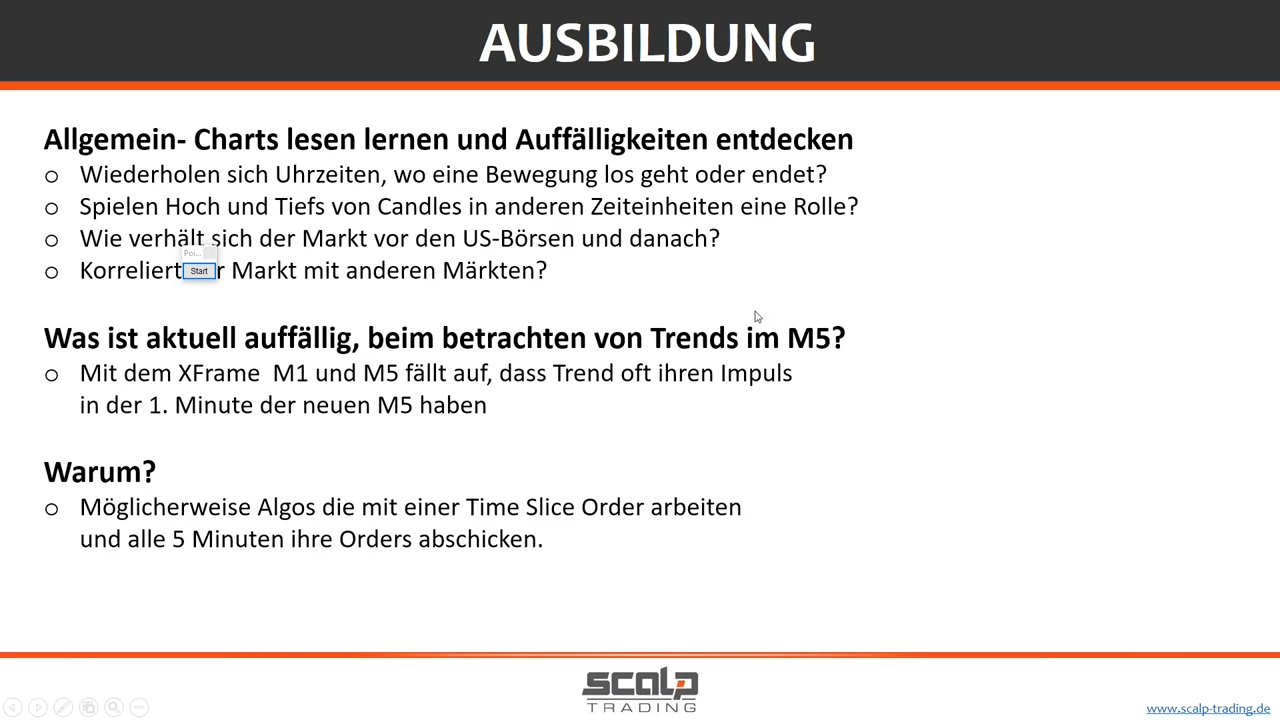 AUSBILDUNG
Allgemein- Charts lesen lernen und Auffälligkeiten entdecken
o Wiederholen sich Uhrzeiten, wo eine Bewegung los geht oder endet?
o Spielen Hoch und Tiefs von Candles in anderen Zeiteinheiten eine Rolle?
o Wie verhält sich der Markt vor den US-Börsen und danach?
Poi...
o Korreliert r Markt mit anderen Märkten?
Start
Was ist aktuell auffällig, beim betrachten von Trends im M5?
o Mit dem XFrame M1 und M5 fällt auf, dass Trend oft ihren Impuls
in der 1. Minute der neuen M5 haben
Warum?
o Möglicherweise Algos die mit einer Time Slice Order arbeiten
und alle 5 Minuten ihre Orders abschicken.
scalp
TRADING
www.scalp-trading.de